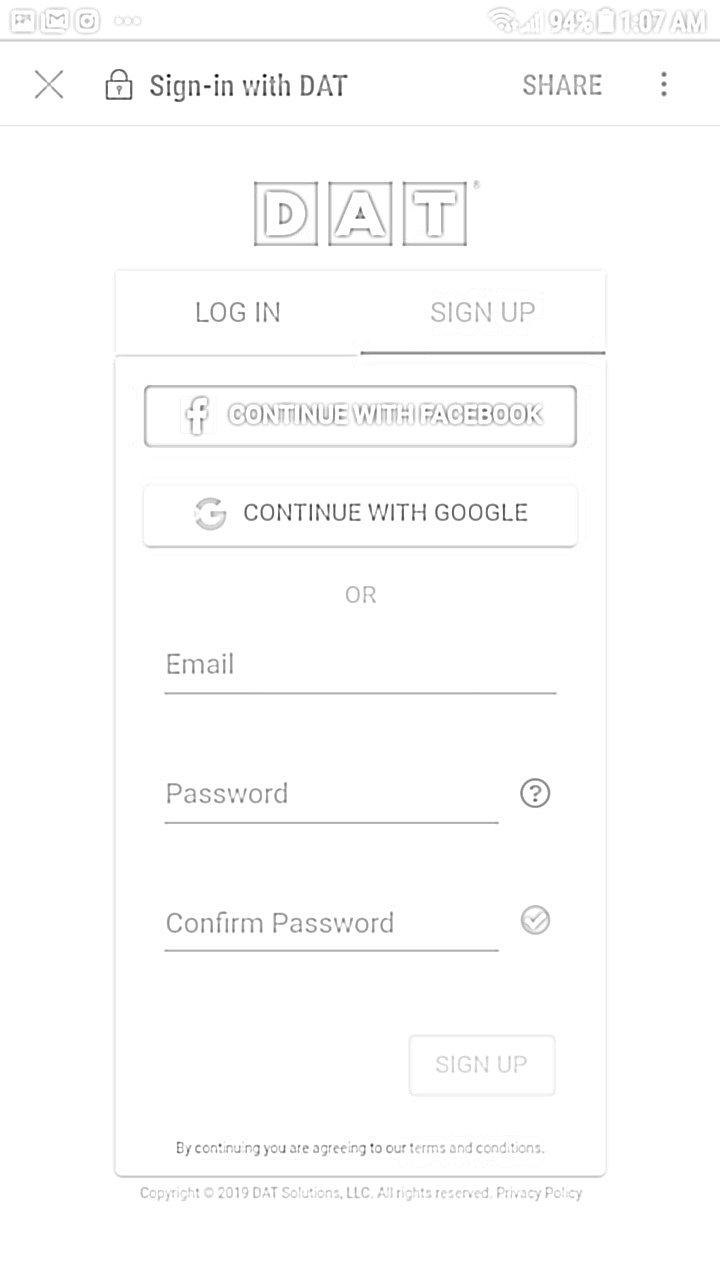 94% 1:07 AM
Sign-in with DAT SHARE
DAT®
LOG IN SIGN UP
f CONTINUE WITH FACEBOOK
G CONTINUE WITH GOOGLE
OR
Email
Password ?
Confirm Password
SIGN UP
By continuing you are agreeing to our terms and conditions.
Copyright © 2019 DAT Solutions, LLC. All rights reserved. Privacy Policy